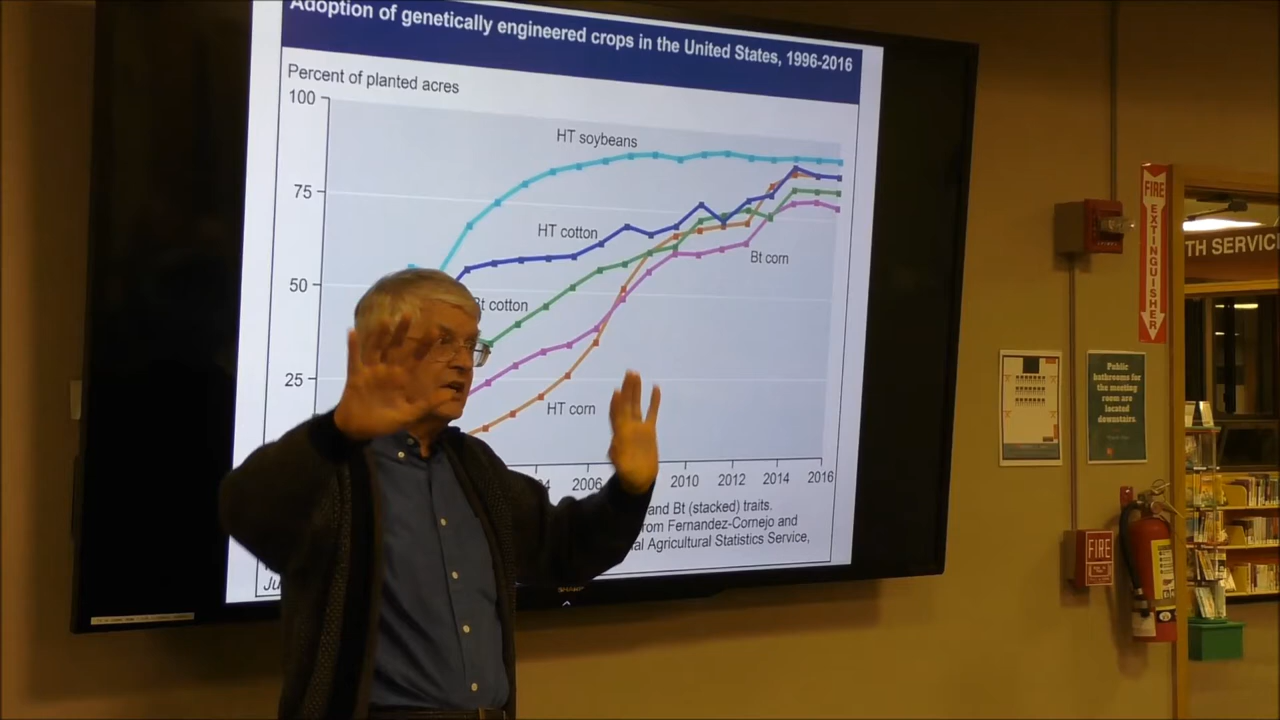 Adoption of genetically engineered crops in the United States, 1996-2016
Percent of planted acres
100
75
50
25
HT soybeans
HT cotton
Bt cotton
Bt corn
HT corn
2006
2010
2012
2014
2016
and Bt (stacked) traits.
Fernandez-Cornejo and
Agricultural Statistics Service,
SHARP
FIRE
EXTINGUISHER
TH SERVIC
Public
bathrooms for
the meeting
room are
located
downstairs.
FIRE